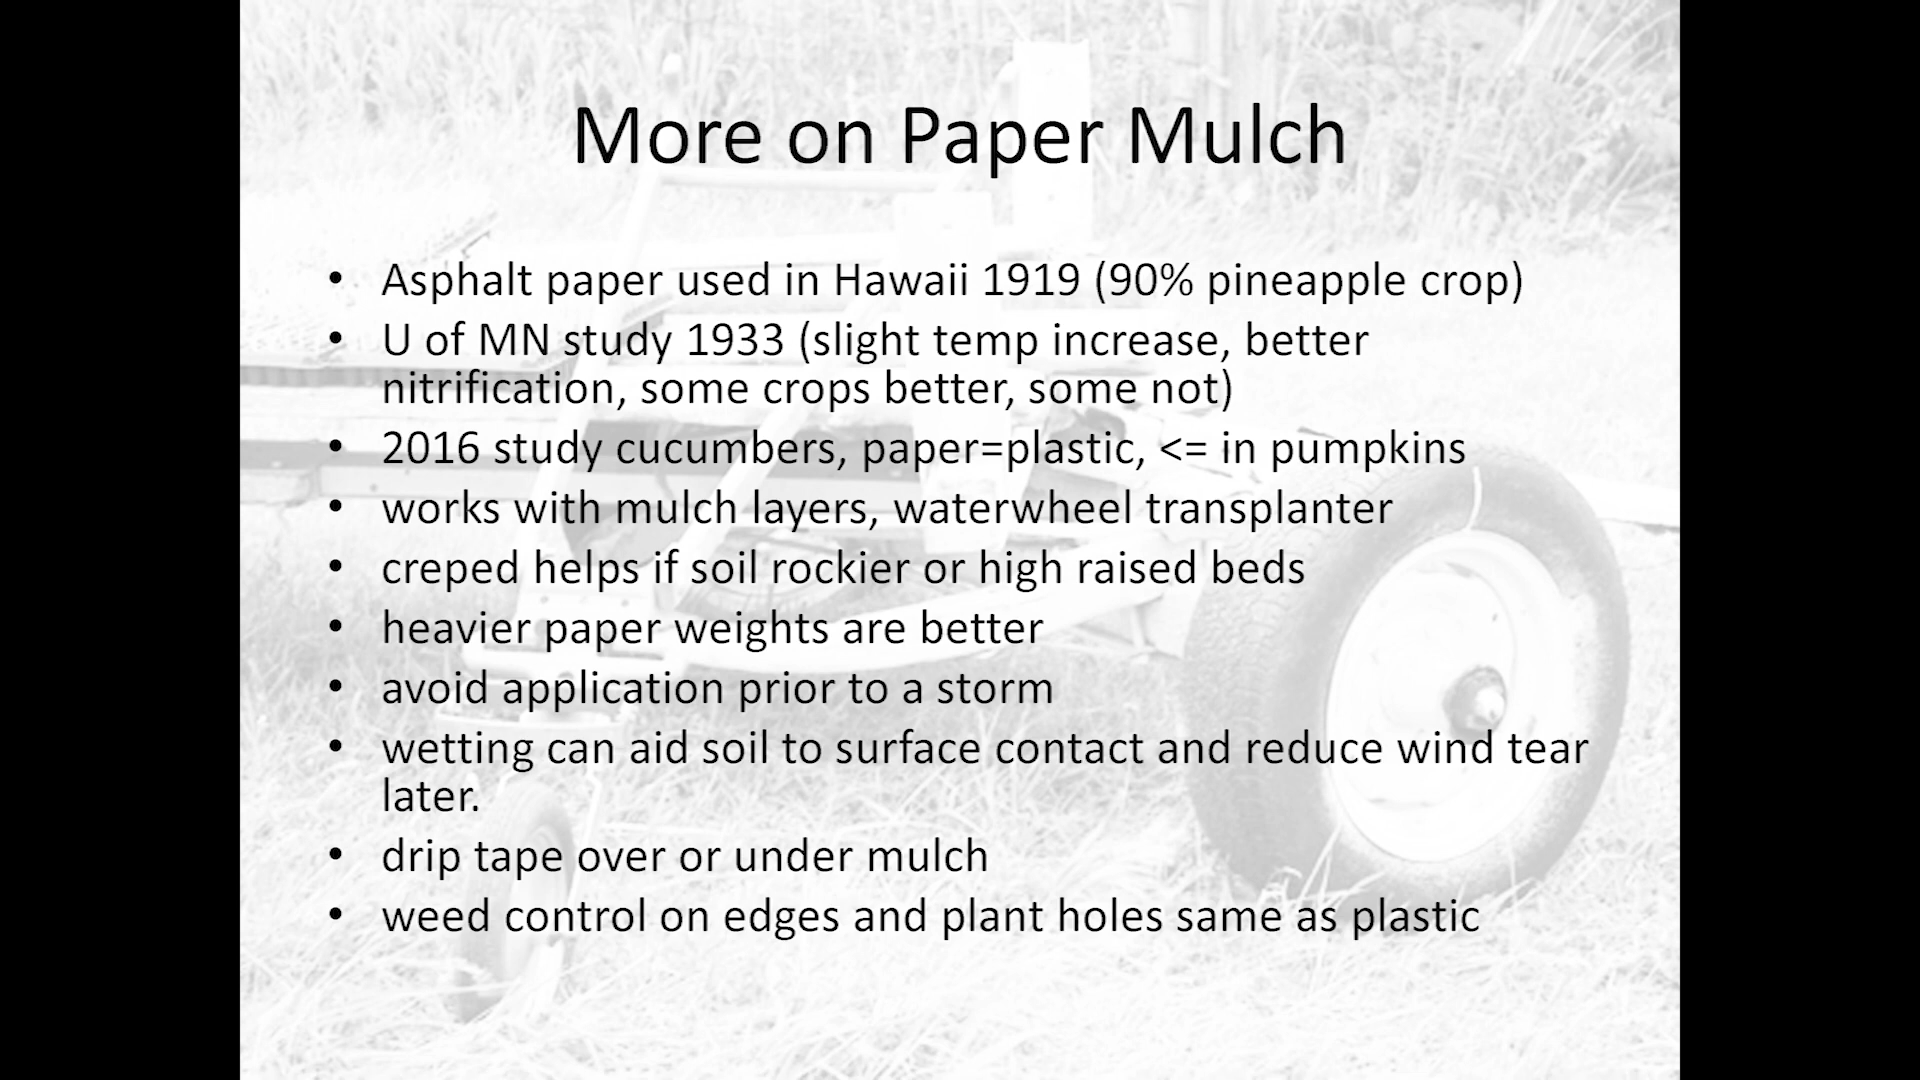 More on Paper Mulch
• Asphalt paper used in Hawaii 1919 (90% pineapple crop)
• U of MN study 1933 (slight temp increase, better
nitrification, some crops better, some not)
• 2016 study cucumbers, paper=plastic, <= in pumpkins
• works with mulch layers, waterwheel transplanter
• creped helps if soil rockier or high raised beds
• heavier paper weights are better
• avoid application prior to a storm
• wetting can aid soil to surface contact and reduce wind tear
later.
• drip tape over or under mulch
• weed control on edges and plant holes same as plastic